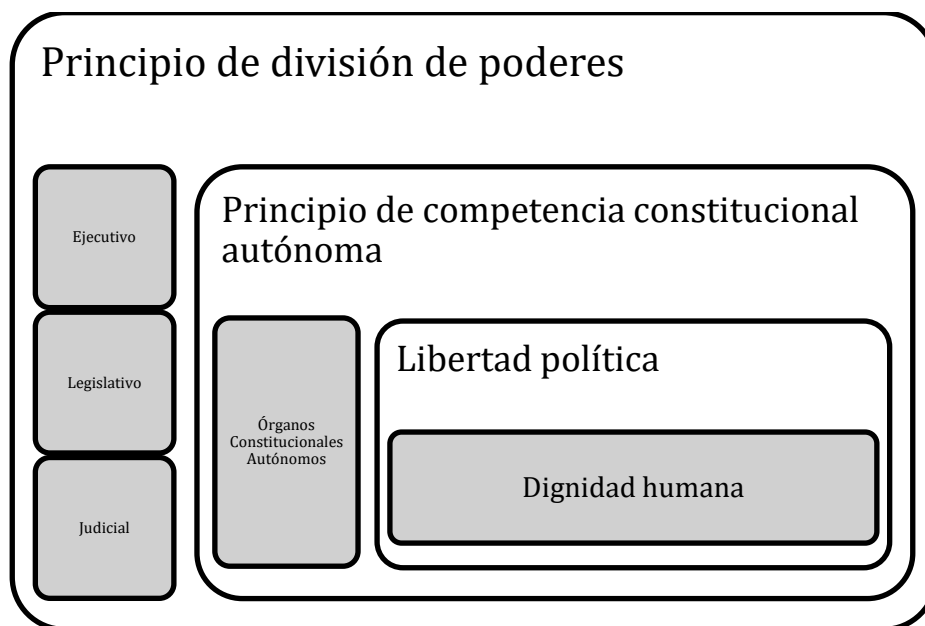 Principio de división de poderes
Ejecutivo
Legislativo
Judicial
Principio de competencia constitucional
autónoma
Órganos
Constitucionales
Autónomos
Libertad política
Dignidad humana